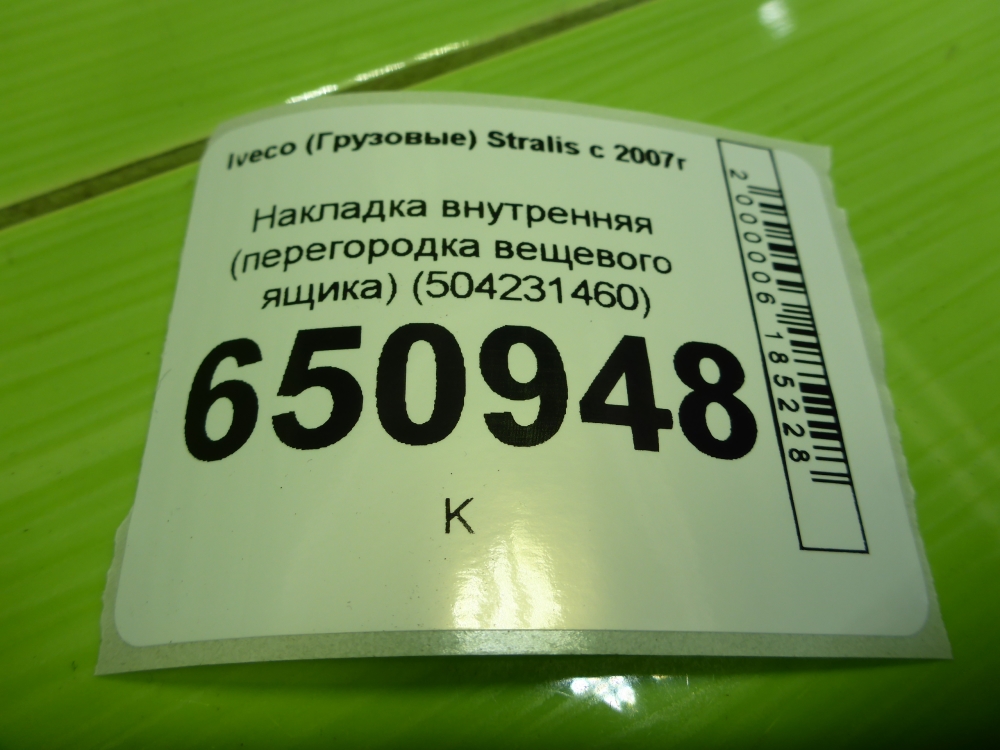 Iveco (Грузовые) Stralis с 2007г
Накладка внутренняя
(перегородка вещевого
ящика) (504231460)
650948
К
2000006185228